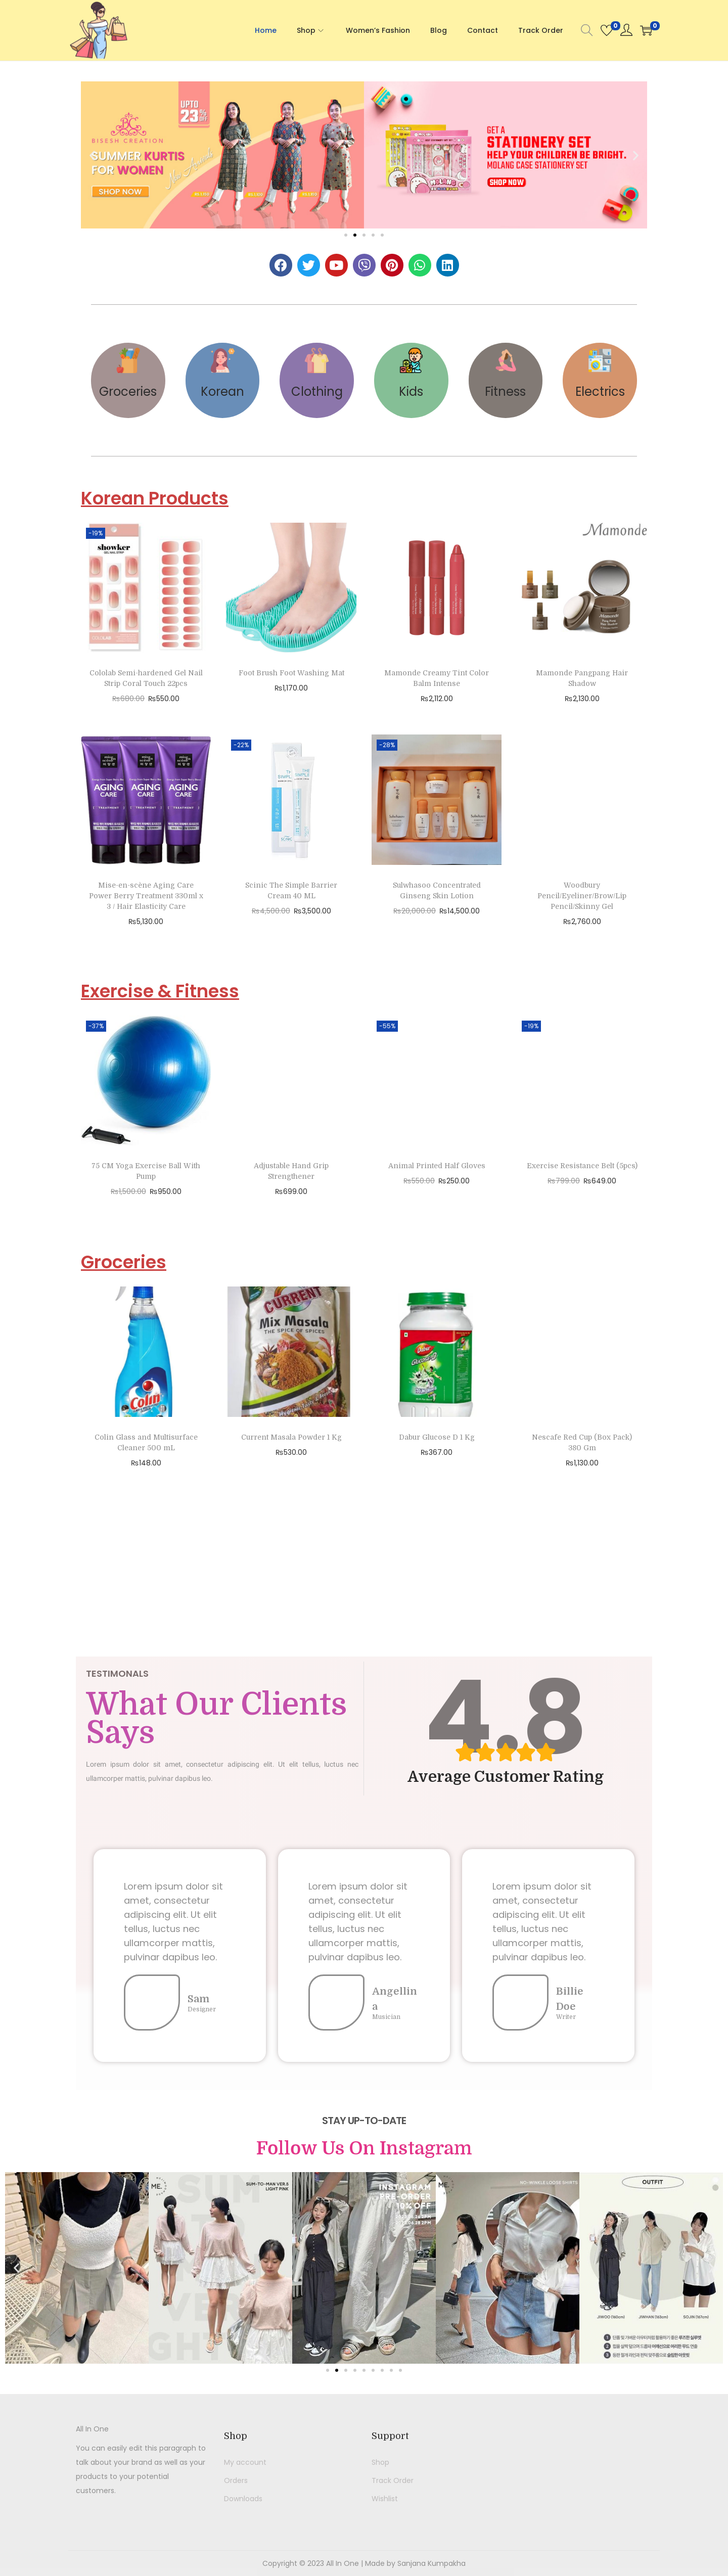 Home Shop Women's Fashion Blog Contact Track Order 0 0
UPTO
23% OFF
BISESH CREATION
SUMMER KURTIS
FOR WOMEN
New Arrivals
SHOP NOW
GET A
STATIONERY SET
HELP YOUR CHILDREN BE BRIGHT.
MOLANG CASE STATIONERY SET
SHOP NOW
Groceries Korean Clothing Kids Fitness Electrics
Korean Products
-19%
showker
Mamonde
Cololab Semi-hardened Gel Nail
Strip Coral Touch 22pcs
₨680.00 ₨550.00
Foot Brush Foot Washing Mat
₨1,170.00
Mamonde Creamy Tint Color
Balm Intense
₨2,112.00
Mamonde Pangpang Hair
Shadow
₨2,130.00
AGING
CARE
TREATMENT
AGING
CARE
TREATMENT
AGING
CARE
TREATMENT
-22%
-28%
Mise-en-scène Aging Care
Power Berry Treatment 330ml x
3 / Hair Elasticity Care
₨5,130.00
Scinic The Simple Barrier
Cream 40 ML
₨4,500.00 ₨3,500.00
Sulwhasoo Concentrated
Ginseng Skin Lotion
₨20,000.00 ₨14,500.00
Woodbury
Pencil/Eyeliner/Brow/Lip
Pencil/Skinny Gel
₨2,760.00
Exercise & Fitness
-37%
-55%
-19%
75 CM Yoga Exercise Ball With
Pump
₨1,500.00 ₨950.00
Adjustable Hand Grip
Strengthener
₨699.00
Animal Printed Half Gloves
₨550.00 ₨250.00
Exercise Resistance Belt (5pcs)
₨799.00 ₨649.00
Groceries
Colin
CURRENT
Mix Masala
THE SPICE OF SPICES
Colin Glass and Multisurface
Cleaner 500 mL
₨148.00
Current Masala Powder 1 Kg
₨530.00
Dabur Glucose D 1 Kg
₨367.00
Nescafe Red Cup (Box Pack)
380 Gm
₨1,130.00
TESTIMONALS
What Our Clients
Says
Lorem ipsum dolor sit amet, consectetur adipiscing elit. Ut elit tellus, luctus nec
ullamcorper mattis, pulvinar dapibus leo.
4.8
Average Customer Rating
Lorem ipsum dolor sit
amet, consectetur
adipiscing elit. Ut elit
tellus, luctus nec
ullamcorper mattis,
pulvinar dapibus leo.
Sam
Designer
Lorem ipsum dolor sit
amet, consectetur
adipiscing elit. Ut elit
tellus, luctus nec
ullamcorper mattis,
pulvinar dapibus leo.
Angellin
a
Musician
Lorem ipsum dolor sit
amet, consectetur
adipiscing elit. Ut elit
tellus, luctus nec
ullamcorper mattis,
pulvinar dapibus leo.
Billie
Doe
Writer
STAY UP-TO-DATE
Follow Us On Instagram
ME.
SUM-TO-MAN VER.5
LIGHT PINK
INSTAGRAM
PRE-ORDER
10%OFF
ME.
OUTFIT
All In One
You can easily edit this paragraph to
talk about your brand as well as your
products to your potential
customers.
Shop
My account
Orders
Downloads
Support
Shop
Track Order
Wishlist
Copyright © 2023 All In One | Made by Sanjana Kumpakha